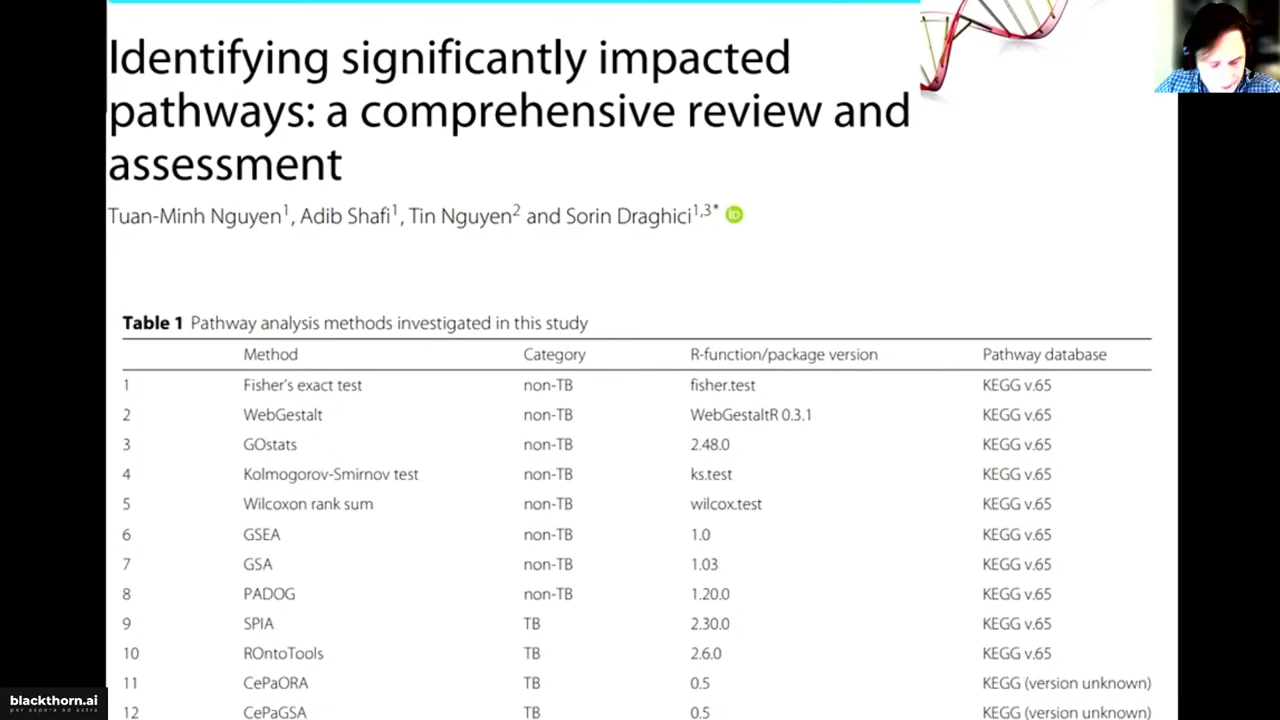 Identifying significantly impacted
pathways: a comprehensive review and
assessment
Tuan-Minh Nguyen1, Adib Shafi1, Tin Nguyen2 and Sorin Draghici1,3* iD
Table 1 Pathway analysis methods investigated in this study
Method Category R-function/package version Pathway database
1 Fisher's exact test non-TB fisher.test KEGG v.65
2 WebGestalt non-TB WebGestaltR 0.3.1 KEGG v.65
3 GOstats non-TB 2.48.0 KEGG v.65
4 Kolmogorov-Smirnov test non-TB ks.test KEGG v.65
5 Wilcoxon rank sum non-TB wilcox.test KEGG v.65
6 GSEA non-TB 1.0 KEGG v.65
7 GSA non-TB 1.03 KEGG v.65
8 PADOG non-TB 1.20.0 KEGG v.65
9 SPIA TB 2.30.0 KEGG v.65
10 ROntoTools TB 2.6.0 KEGG v.65
11 CePaORA TB 0.5 KEGG (version unknown)
12 CePaGSA TB 0.5 KEGG (version unknown)
blackthorn.ai
per aspera ad astra